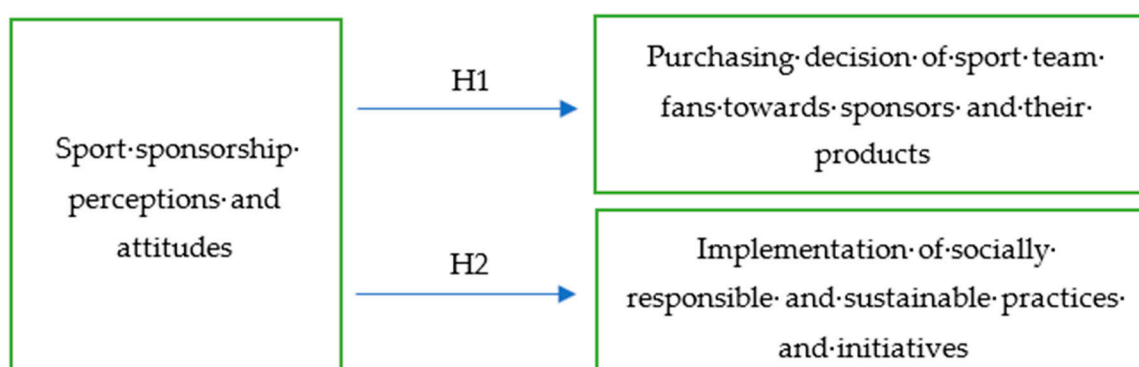 Sport·sponsorship·
perceptions·and
attitudes
H1
H2
Purchasing·decision·of·sport·team·
fans·towards·sponsors·and·their·
products
Implementation·of·socially·
responsible·and·sustainable·practices·
and·initiatives